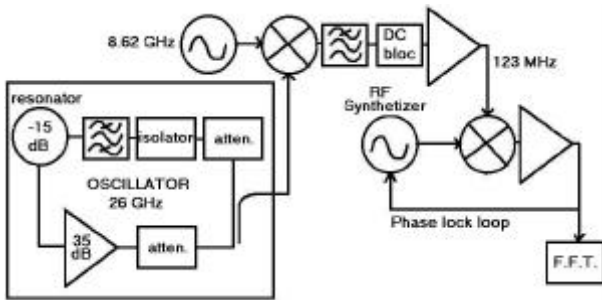 8.62 GHz
DC
bloc
123 MHz
resonator
-15
dB
isolator
atten.
OSCILLATOR
26 GHz
35
dB
atten.
RF
Synthetizer
Phase lock loop
F.F.T.